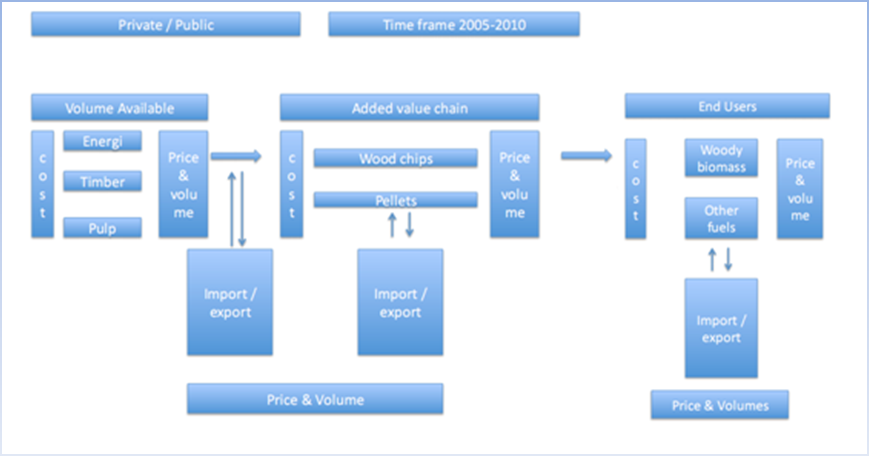 Private / Public
Time frame 2005-2010
Volume Available
Added value chain
End Users
c
o
s
t
Energi
Timber
Pulp
Price
&
volu
me
c
o
s
t
Wood chips
Pellets
Price
&
volu
me
c
o
s
t
Woody
biomass
Other
fuels
Price
&
volu
me
Import /
export
Import /
export
Import /
export
Price & Volume
Price & Volumes